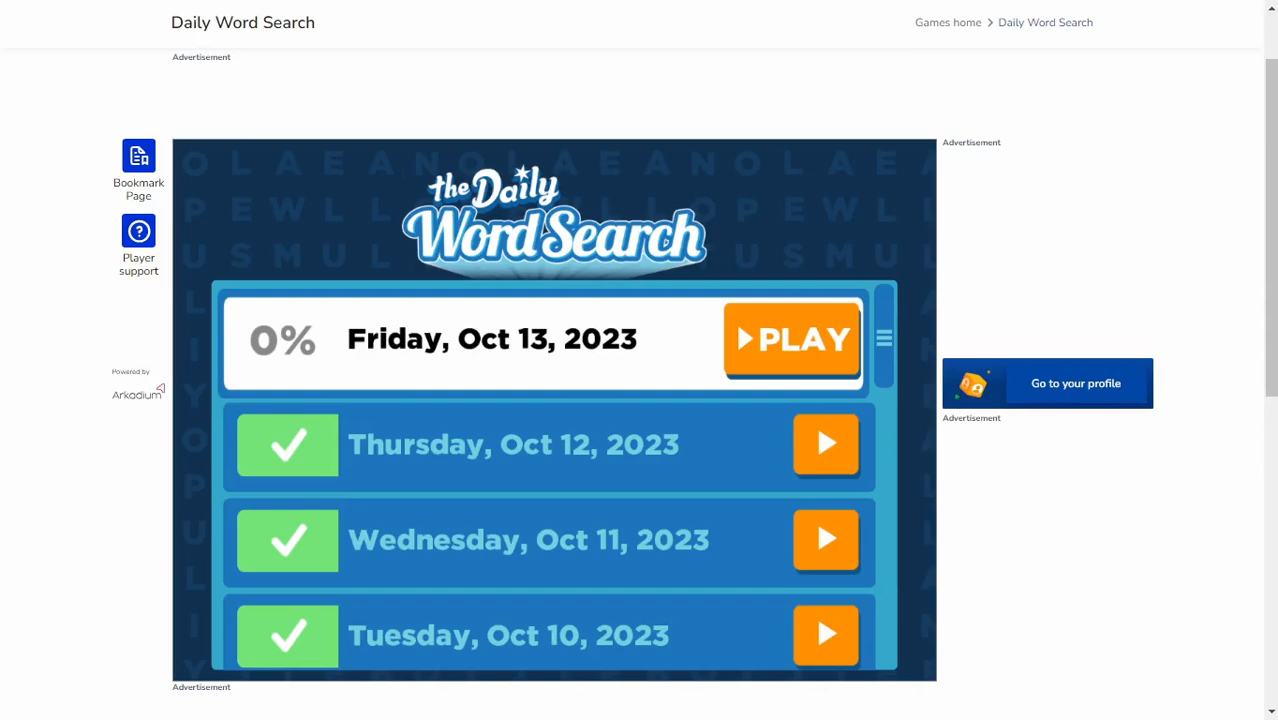 Daily Word Search
Games home > Daily Word Search
Advertisement
Advertisement
Bookmark
Page
Player
support
Powered by
Arkadium
the Daily
Word Search
0% Friday, Oct 13, 2023 PLAY
Thursday, Oct 12, 2023
Wednesday, Oct 11, 2023
Tuesday, Oct 10, 2023
Go to your profile
Advertisement
Advertisement